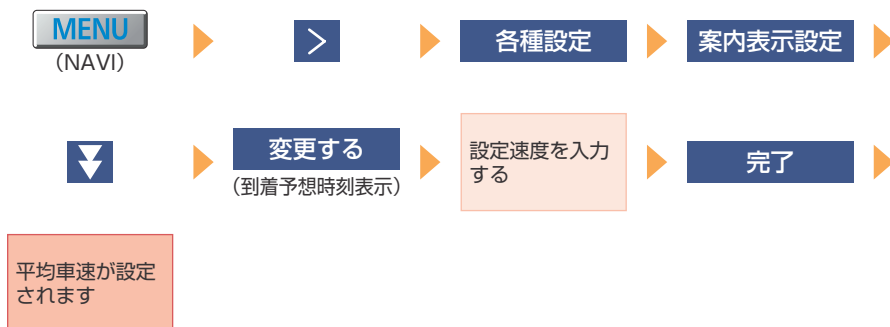 MENU
(NAVI)
>
各種設定
案内表示設定
変更する
(到着予想時刻表示)
設定速度を入力
する
完了
平均車速が設定
されます